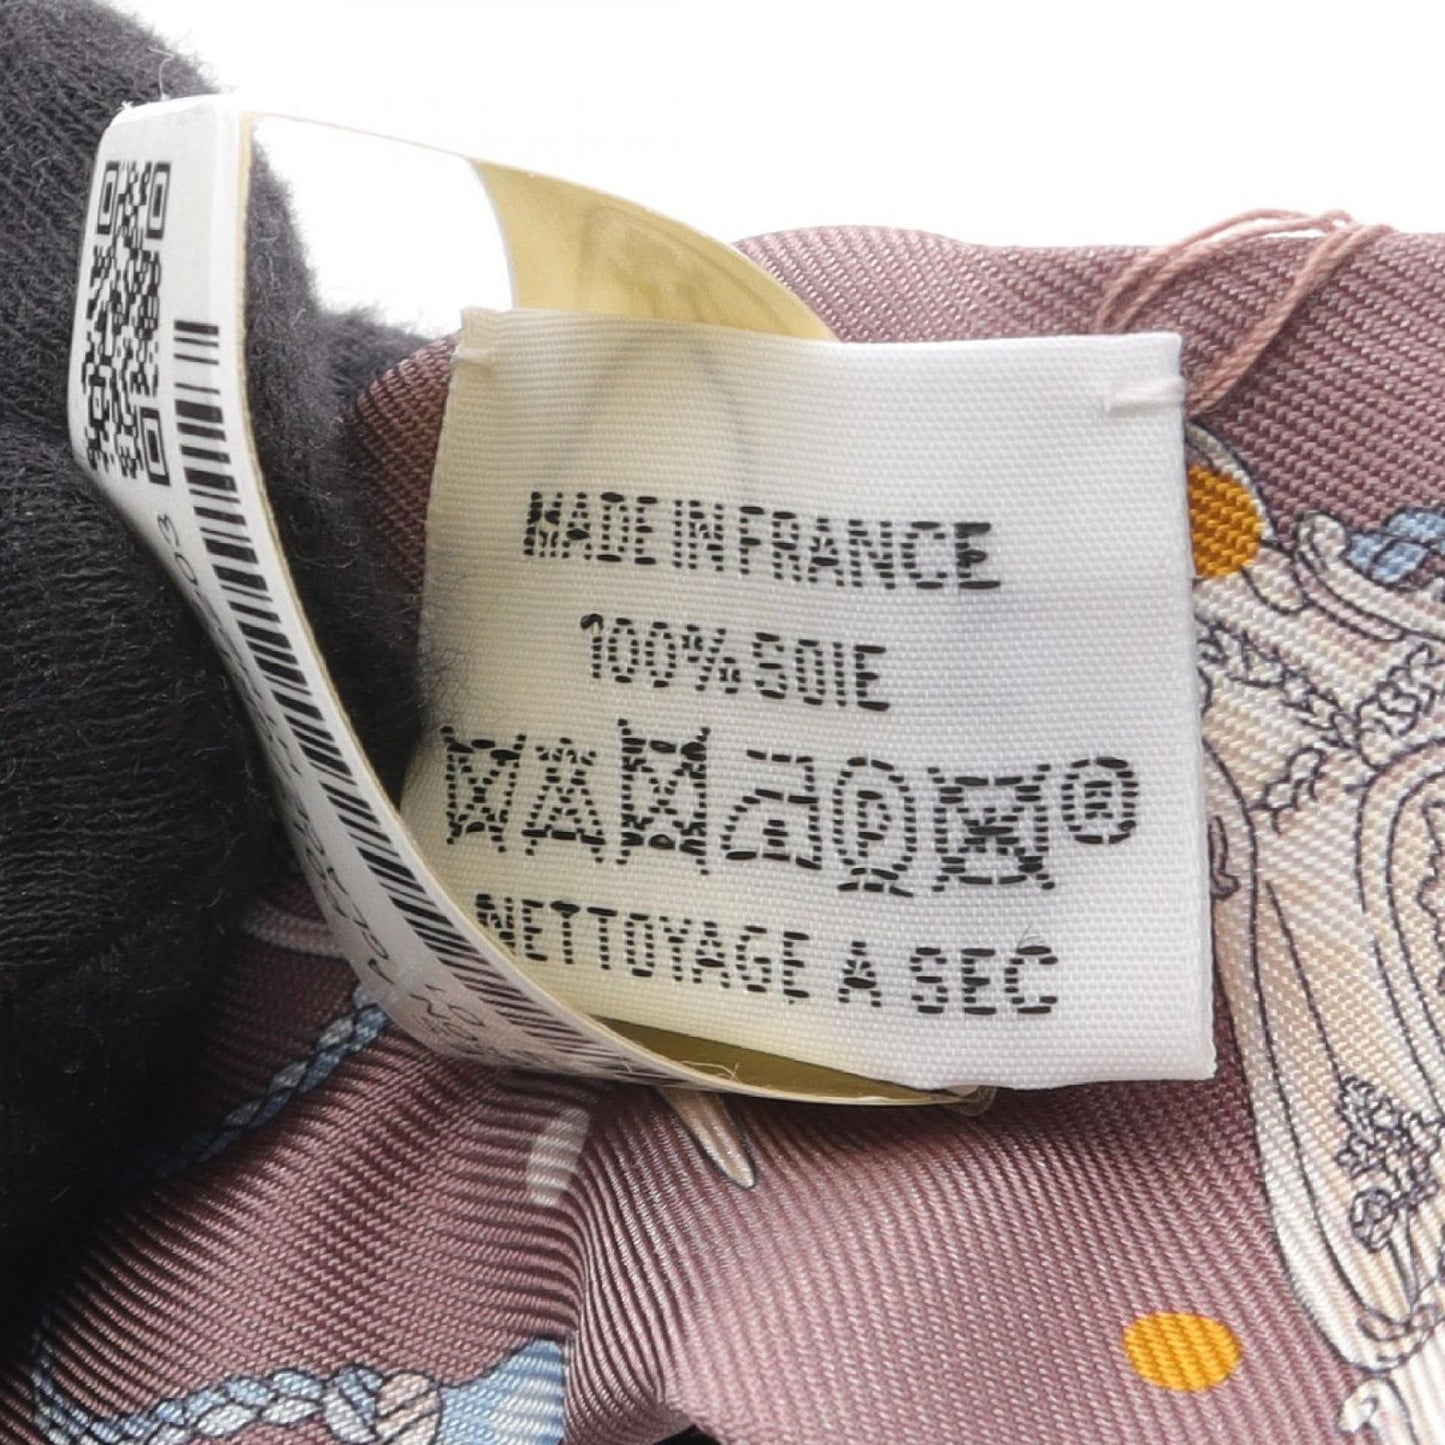 MADE IN FRANCE
100% SOIE
P ®
NETTOYAGE A SEC